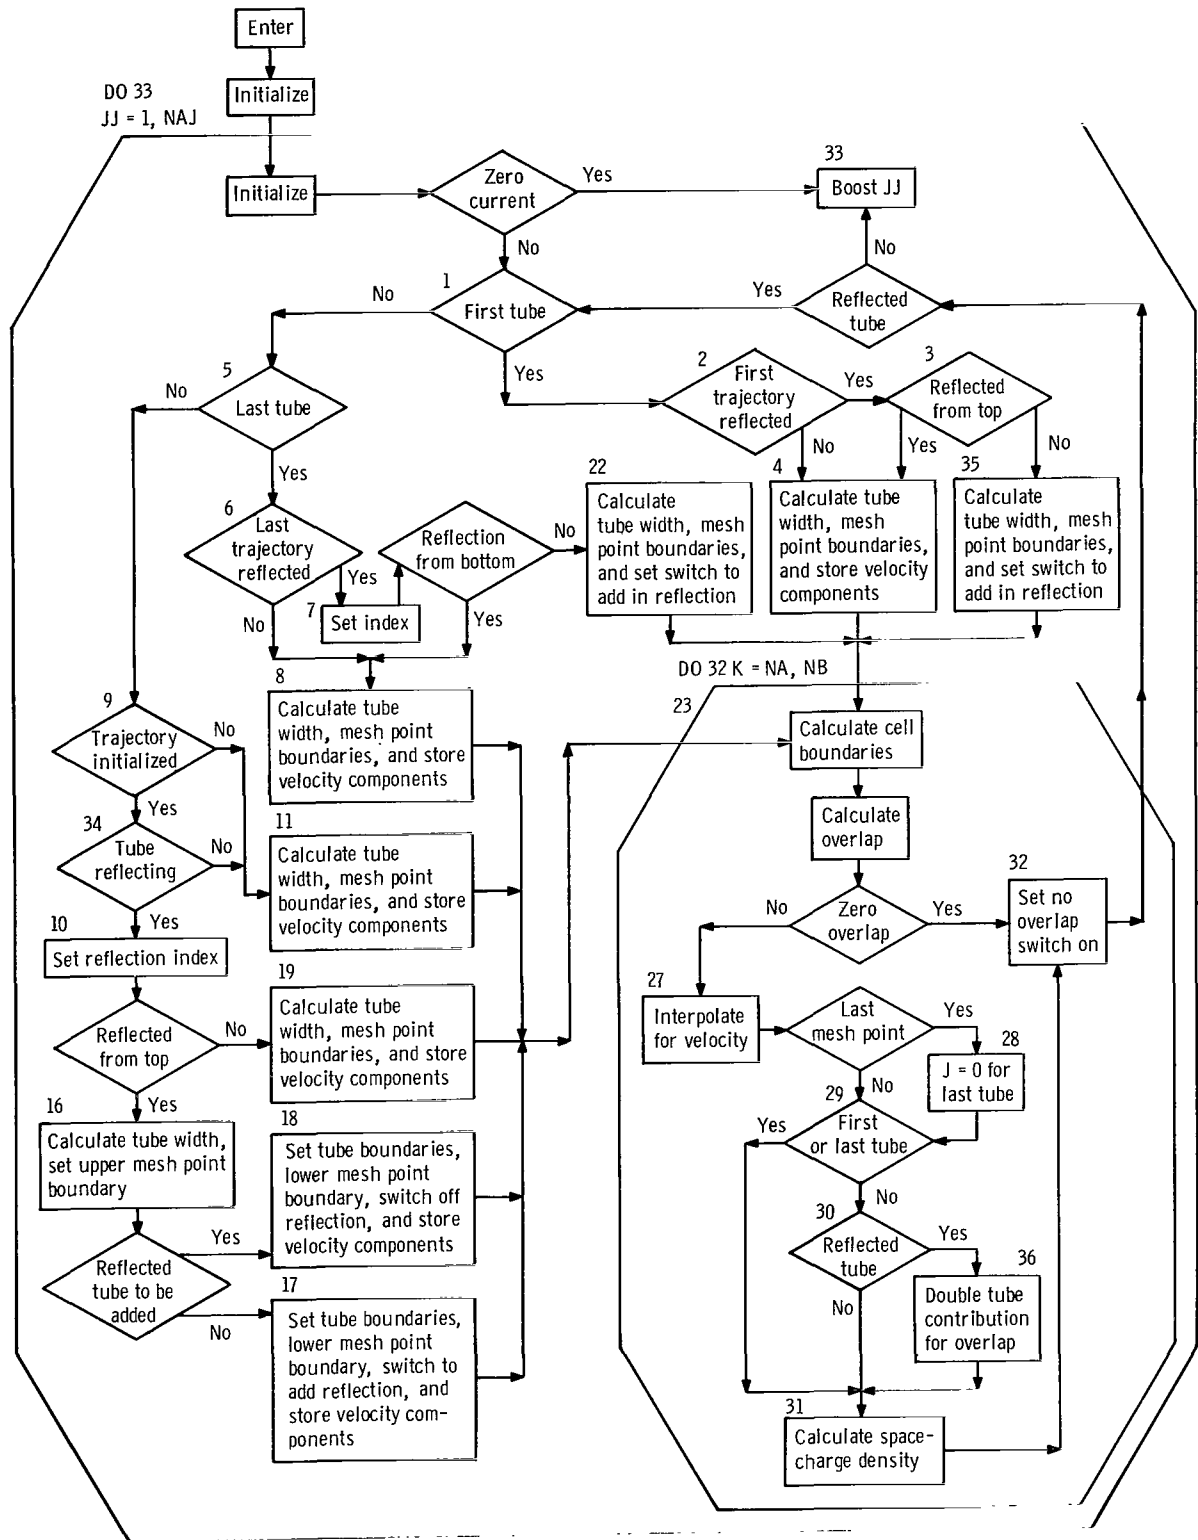 Enter
DO 33
JJ = 1, NAJ
Initialize
Initialize
Zero
current
Yes
33
Boost JJ
No
No
1
First tube
No
Yes
Reflected
tube
Yes
5
Last tube
No
Yes
2
First
trajectory
reflected
Yes
No
3
Reflected
from top
Yes
No
6
Last
trajectory
reflected
Yes
No
7
Set index
Reflection
from bottom
No
Yes
22
Calculate
tube width, mesh
point boundaries,
and set switch to
add in reflection
4
Calculate tube
width, mesh
point boundaries,
and store velocity
components
35
Calculate
tube width, mesh
point boundaries,
and set switch to
add in reflection
8
Calculate tube
width, mesh point
boundaries, and store
velocity components
9
Trajectory
initialized
No
Yes
34
Tube
reflecting
No
Yes
11
Calculate tube
width, mesh point
boundaries, and store
velocity components
10
Set reflection index
Reflected
from top
No
Yes
19
Calculate tube
width, mesh point
boundaries, and store
velocity components
16
Calculate tube width,
set upper mesh point
boundary
Reflected
tube to be
added
Yes
No
18
Set tube boundaries,
lower mesh point
boundary, switch off
reflection, and store
velocity components
17
Set tube boundaries,
lower mesh point
boundary, switch to
add reflection, and
store velocity com-
ponents
DO 32 K = NA, NB
23
Calculate cell
boundaries
Calculate
overlap
Zero
overlap
No
Yes
32
Set no
overlap
switch on
27
Interpolate
for velocity
Last
mesh point
Yes
No
28
J = 0 for
last tube
29
First
or last tube
Yes
No
30
Reflected
tube
Yes
No
36
Double tube
contribution
for overlap
31
Calculate space-
charge density